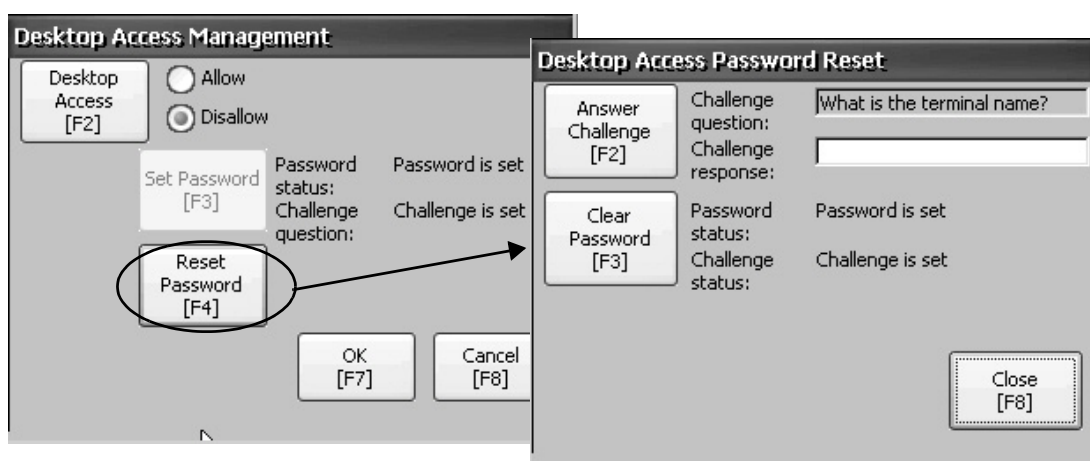 Desktop Access Management
Desktop
Access
[F2]
Allow
Disallow
Set Password
[F3]
Password
status:
Password is set
Challenge
question:
Challenge is set
Reset
Password
[F4]
OK
[F7]
Cancel
[F8]
Desktop Access Password Reset
Answer
Challenge
[F2]
Challenge
question:
What is the terminal name?
Challenge
response:
Clear
Password
[F3]
Password
status:
Password is set
Challenge
status:
Challenge is set
Close
[F8]